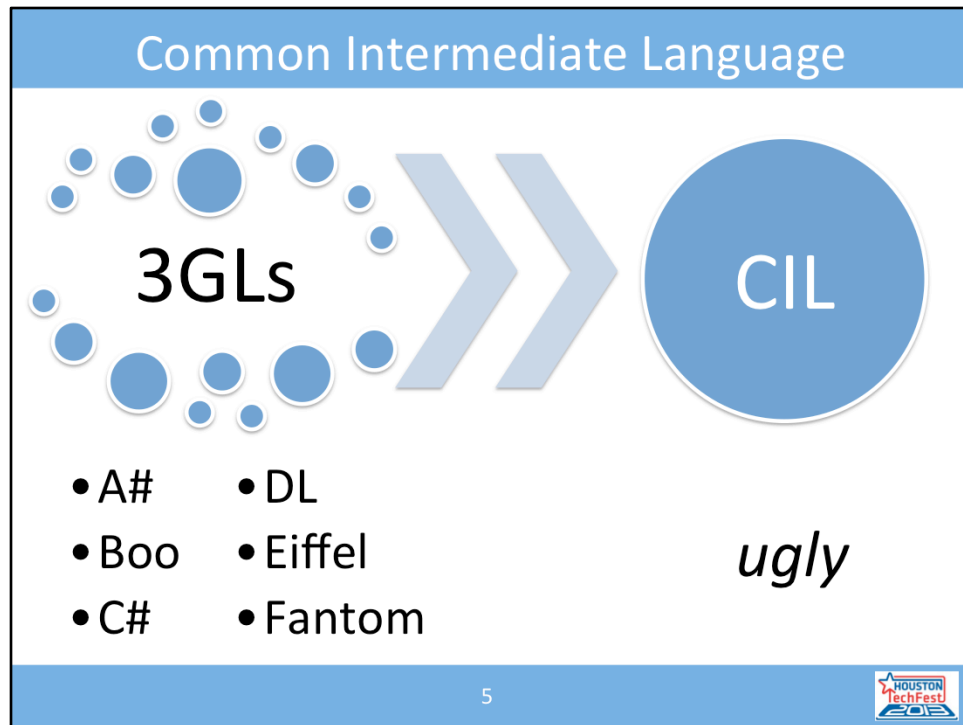 Common Intermediate Language
3GLs
CIL
• A#
• Boo
• C#
• DL
• Eiffel
• Fantom
ugly
5
HOUSTON
TechFest
2013